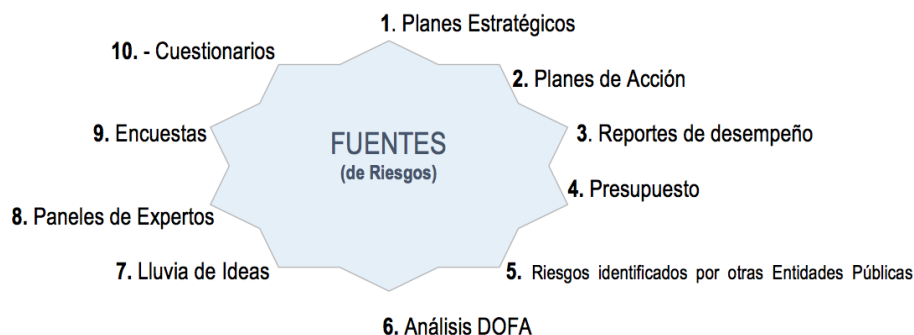 1. Planes Estratégicos
10. - Cuestionarios
2. Planes de Acción
9. Encuestas
FUENTES
(de Riesgos)
3. Reportes de desempeño
4. Presupuesto
8. Paneles de Expertos
7. Lluvia de Ideas
5. Riesgos identificados por otras Entidades Públicas
6. Análisis DOFA